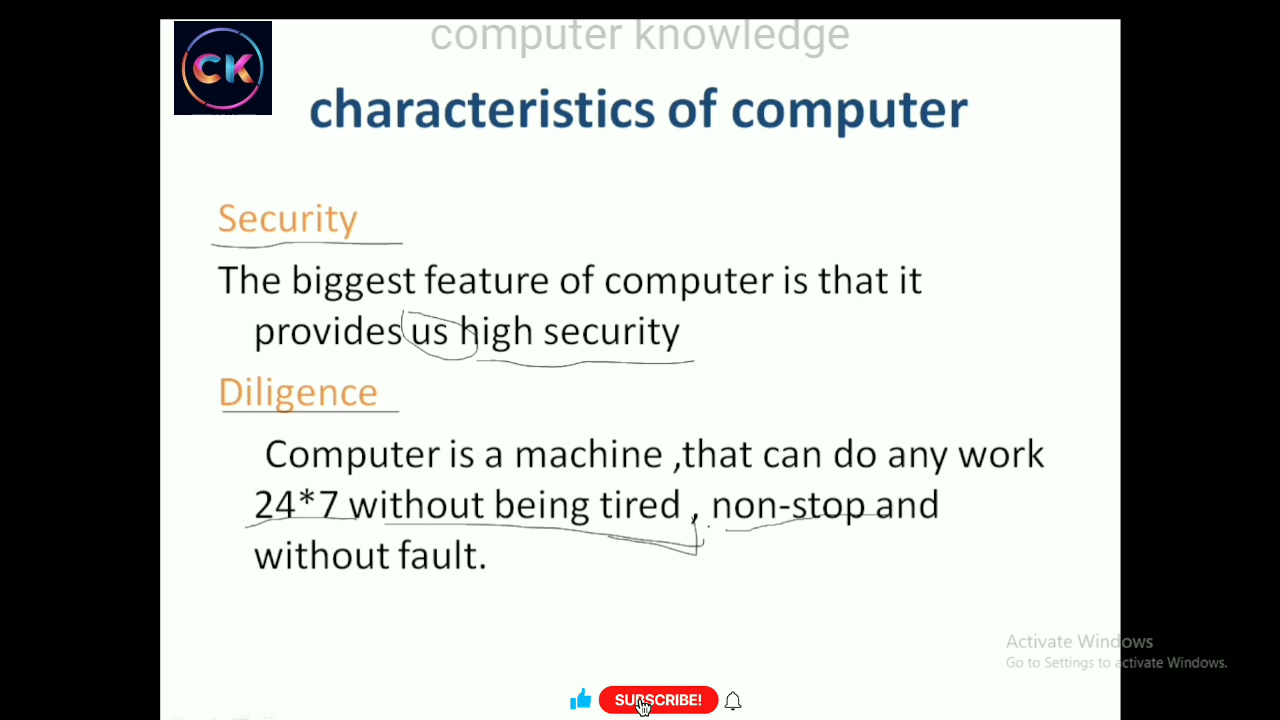 computer knowledge
CK
characteristics of computer
Security
The biggest feature of computer is that it
provides us high security
Diligence
Computer is a machine ,that can do any work
24*7 without being tired , non-stop and
without fault.
Activate Windows
Go to Settings to activate Windows.
SUBSCRIBE!